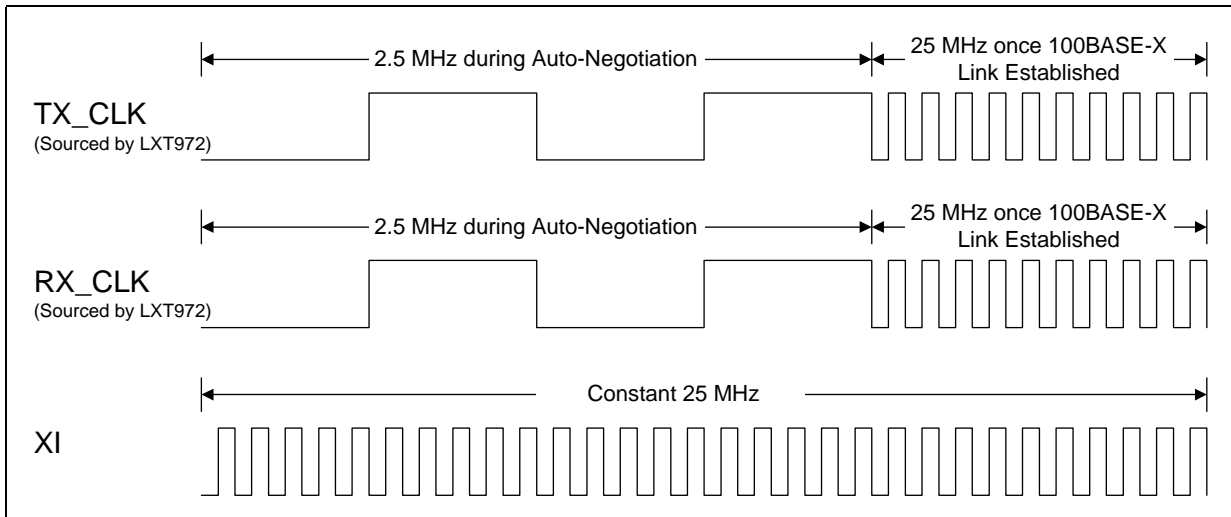 2.5 MHz during Auto-Negotiation
25 MHz once 100BASE-X
Link Established
TX_CLK
(Sourced by LXT972)
2.5 MHz during Auto-Negotiation
25 MHz once 100BASE-X
Link Established
RX_CLK
(Sourced by LXT972)
Constant 25 MHz
XI